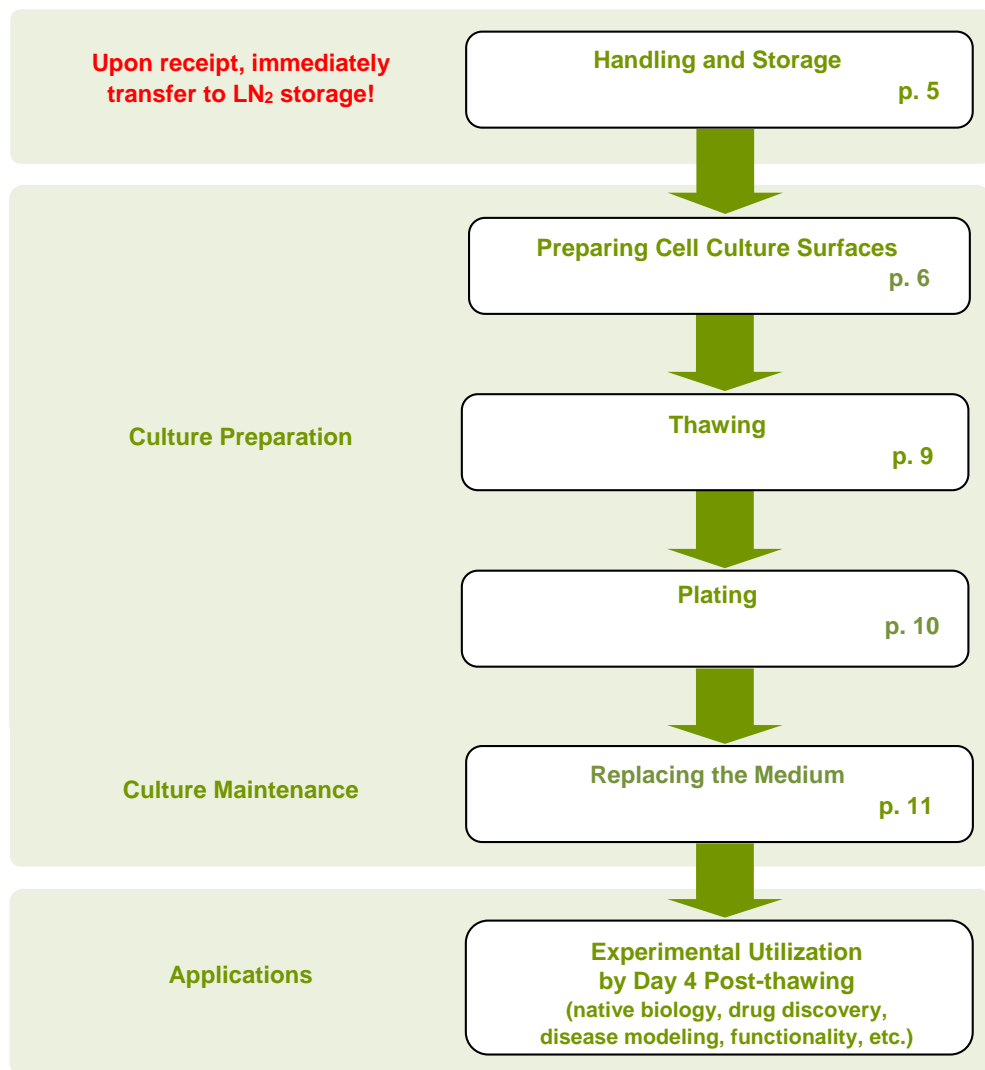 Upon receipt, immediately
transfer to LN₂ storage!
Handling and Storage
p. 5
Preparing Cell Culture Surfaces
p. 6
Culture Preparation
Thawing
p. 9
Plating
p. 10
Culture Maintenance
Replacing the Medium
p. 11
Applications
Experimental Utilization
by Day 4 Post-thawing
(native biology, drug discovery,
disease modeling, functionality, etc.)